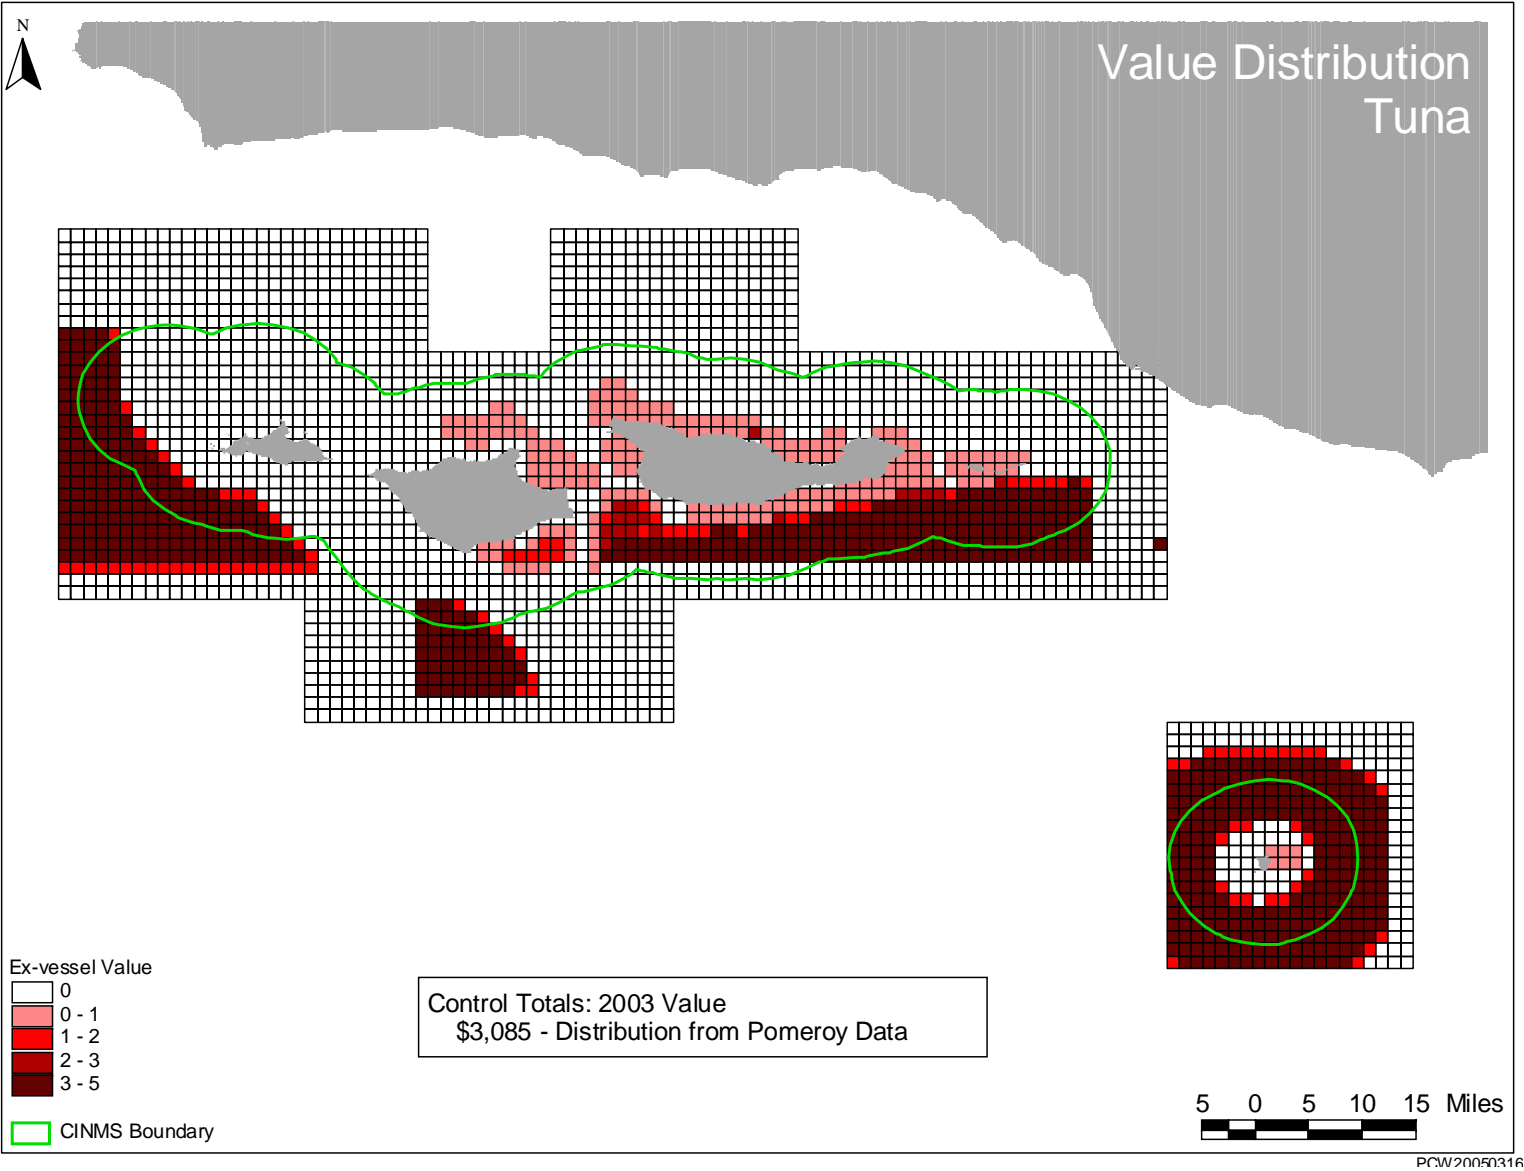 N
Value Distribution
Tuna
Ex-vessel Value
0
0 - 1
1 - 2
2 - 3
3 - 5
CINMS Boundary
Control Totals: 2003 Value
$3,085 - Distribution from Pomeroy Data
5 0 5 10 15 Miles
PCW20050316